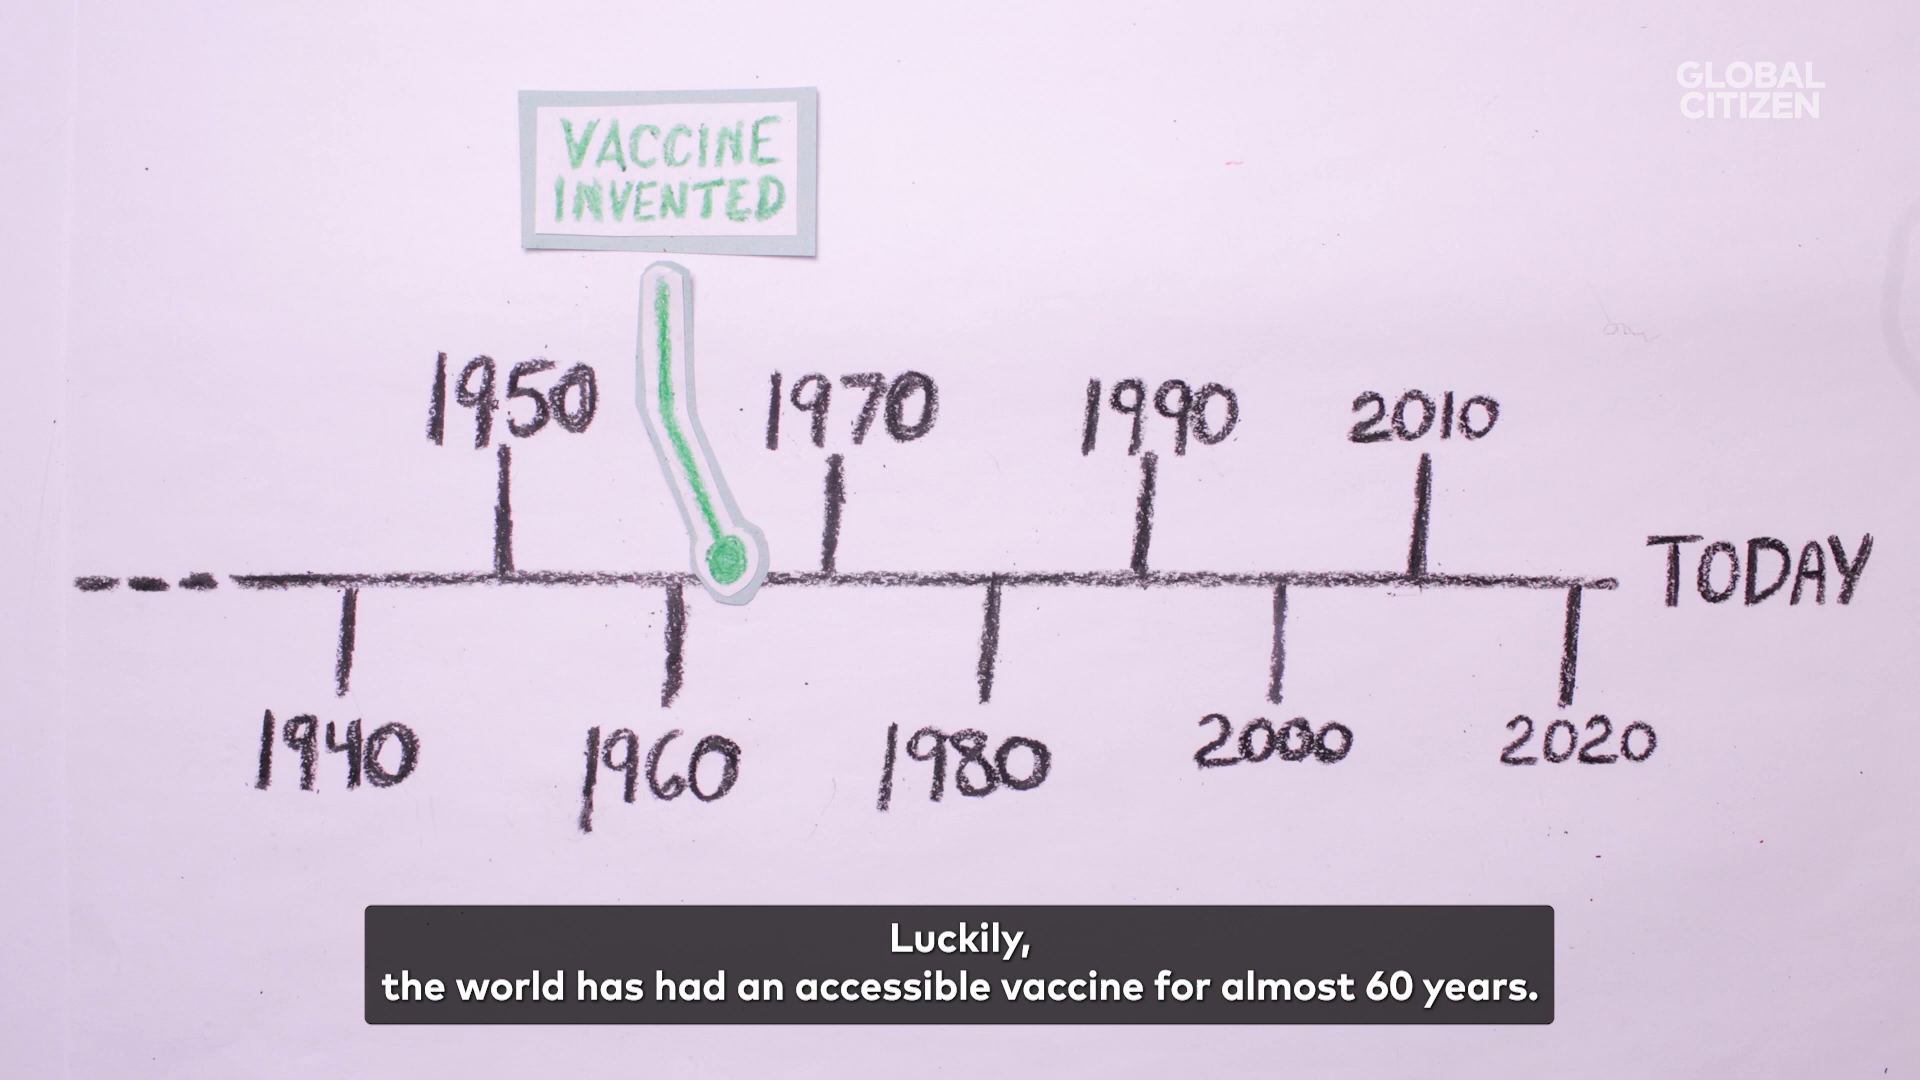 GLOBAL
CITIZEN
VACCINE
INVENTED
1950
1970
1990
2010
TODAY
1940
1960
1980
2000
2020
Luckily,
the world has had an accessible vaccine for almost 60 years.